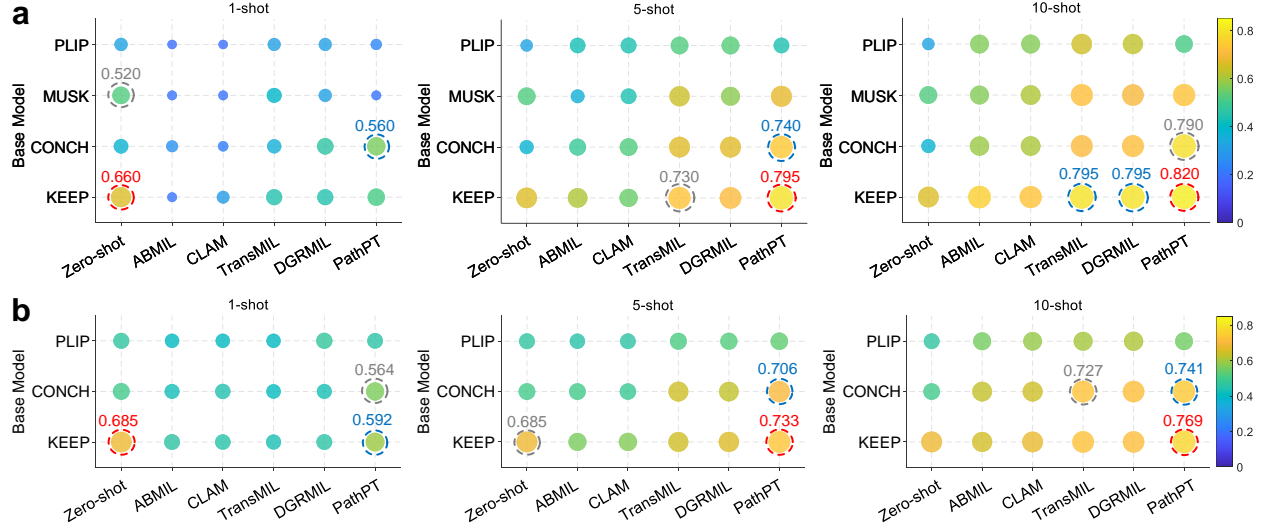 a
1-shot
5-shot
10-shot
Base Model
PLIP
MUSK
CONCH
KEEP
0.520
0.560
0.660
Zero-shot
ABMIL
CLAM
TransMIL
DGRMIL
PathPT
Base Model
PLIP
MUSK
CONCH
KEEP
0.740
0.730
0.795
Zero-shot
ABMIL
CLAM
TransMIL
DGRMIL
PathPT
Base Model
PLIP
MUSK
CONCH
KEEP
0.790
0.795
0.795
0.820
Zero-shot
ABMIL
CLAM
TransMIL
DGRMIL
PathPT
0.8
0.6
0.4
0.2
0
b
1-shot
5-shot
10-shot
Base Model
PLIP
CONCH
KEEP
0.564
0.685
0.592
Zero-shot
ABMIL
CLAM
TransMIL
DGRMIL
PathPT
Base Model
PLIP
CONCH
KEEP
0.706
0.685
0.733
Zero-shot
ABMIL
CLAM
TransMIL
DGRMIL
PathPT
Base Model
PLIP
CONCH
KEEP
0.727
0.741
0.769
Zero-shot
ABMIL
CLAM
TransMIL
DGRMIL
PathPT
0.8
0.6
0.4
0.2
0